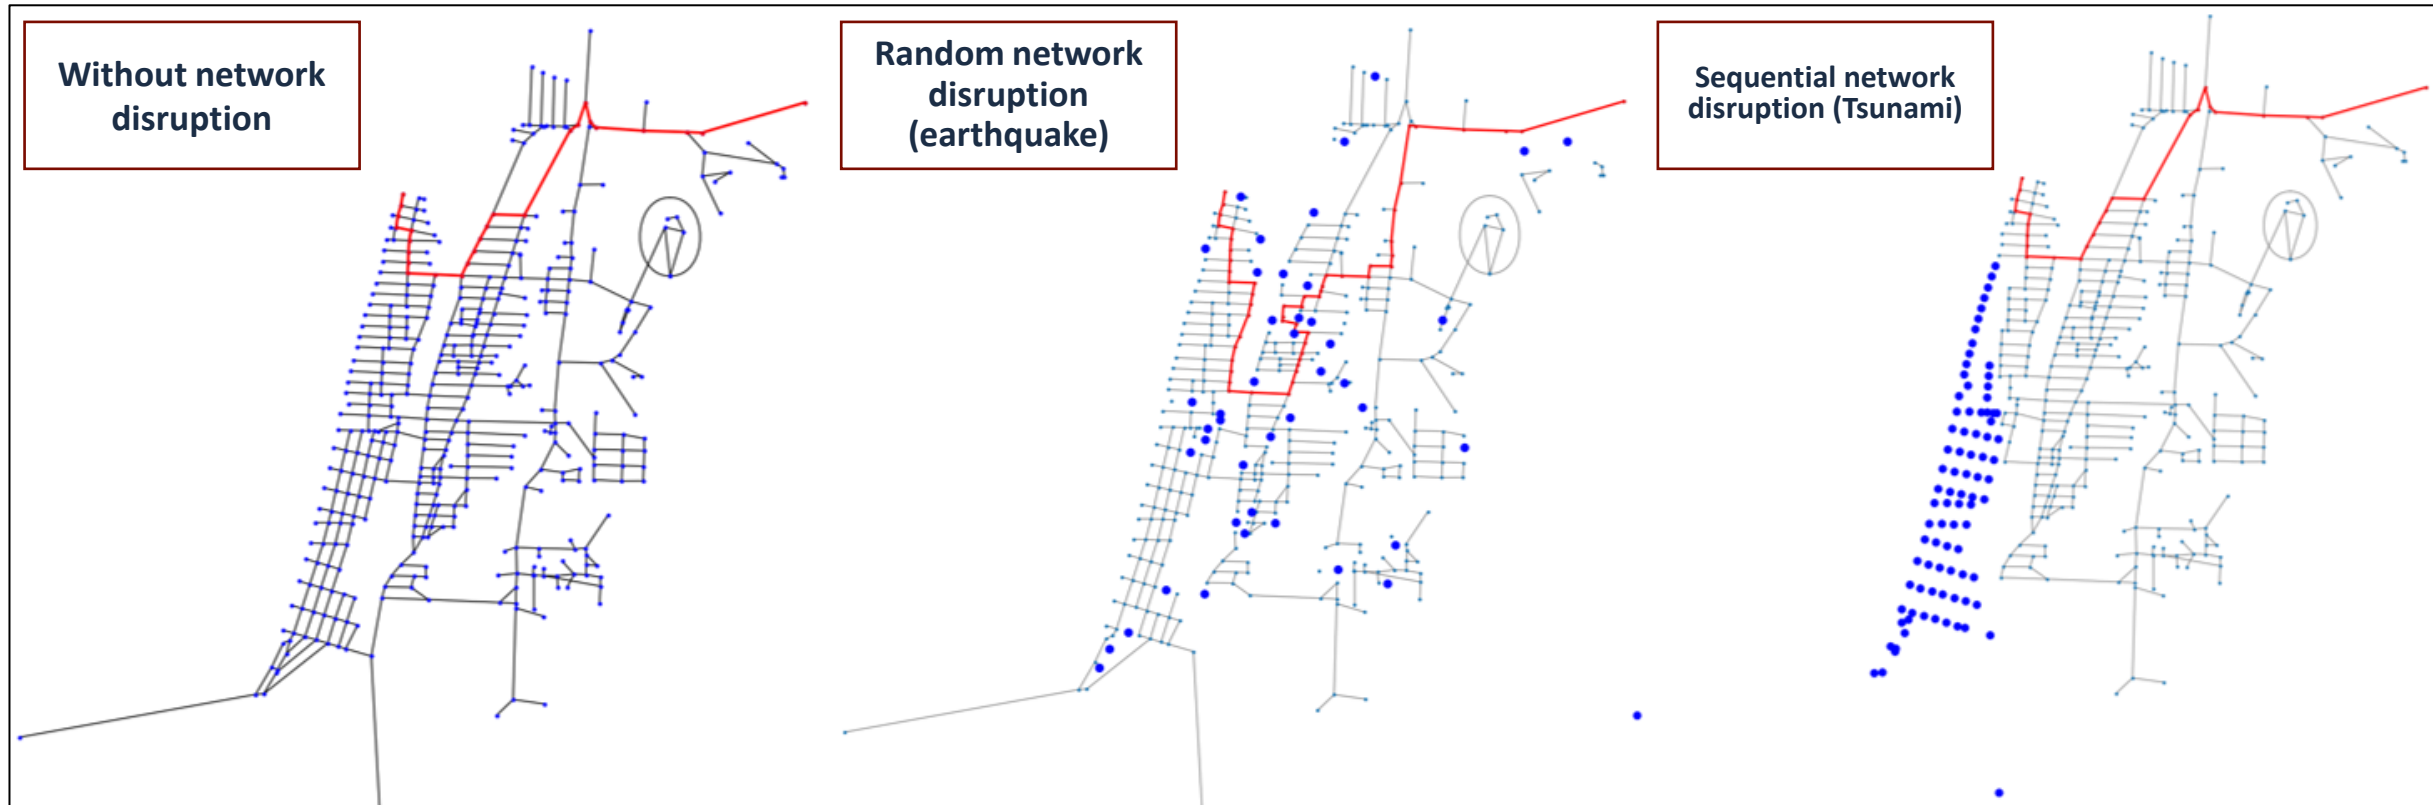 Without network
disruption
Random network
disruption
(earthquake)
Sequential network
disruption (Tsunami)